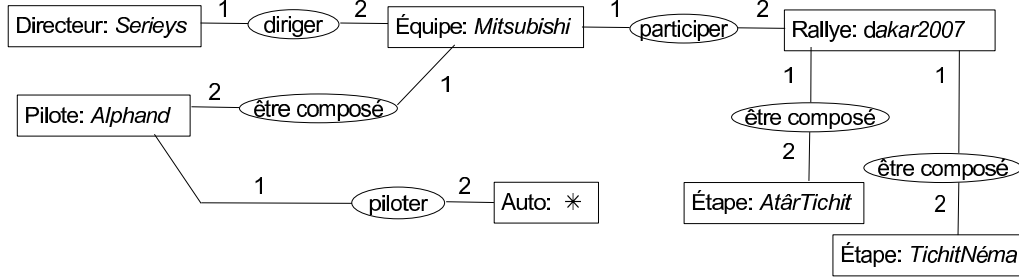 Directeur: Serieys 1 diriger 2 Équipe: Mitsubishi 1 participer 2 Rallye: dakar2007
1 1 1
Pilote: Alphand 2 être composé
être composé
2
être composé
1 piloter 2 Auto: ✳
Étape: AtârTichit 2
Étape: TichitNéma